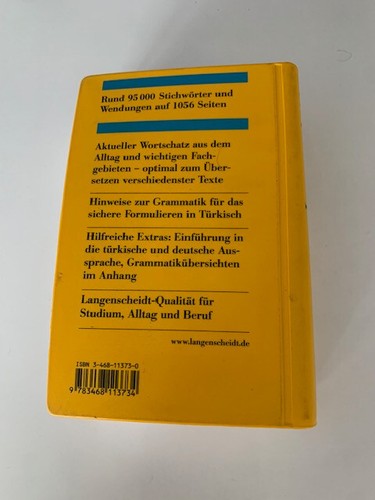 Rund 95 000 Stichwörter und
Wendungen auf 1056 Seiten
Aktueller Wortschatz aus dem
Alltag und wichtigen Fach-
gebieten – optimal zum Über-
setzen verschiedenster Texte
Hinweise zur Grammatik für das
sichere Formulieren in Türkisch
Hilfreiche Extras: Einführung in
die türkische und deutsche Aus-
sprache, Grammatikübersichten
im Anhang
Langenscheidt-Qualität für
Studium, Alltag und Beruf
www.langenscheidt.de
ISBN 3-468-11373-0
9 783468 113734